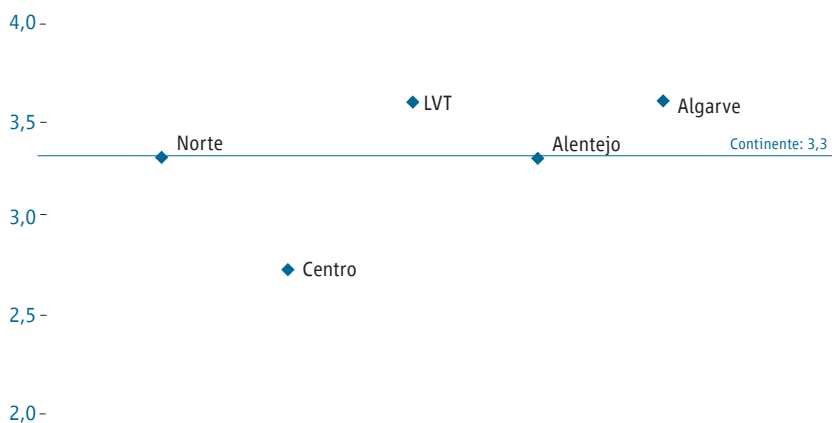 4,0
LVT
Algarve
3,5
Norte
Alentejo
Continente: 3,3
3,0
Centro
2,5
2,0